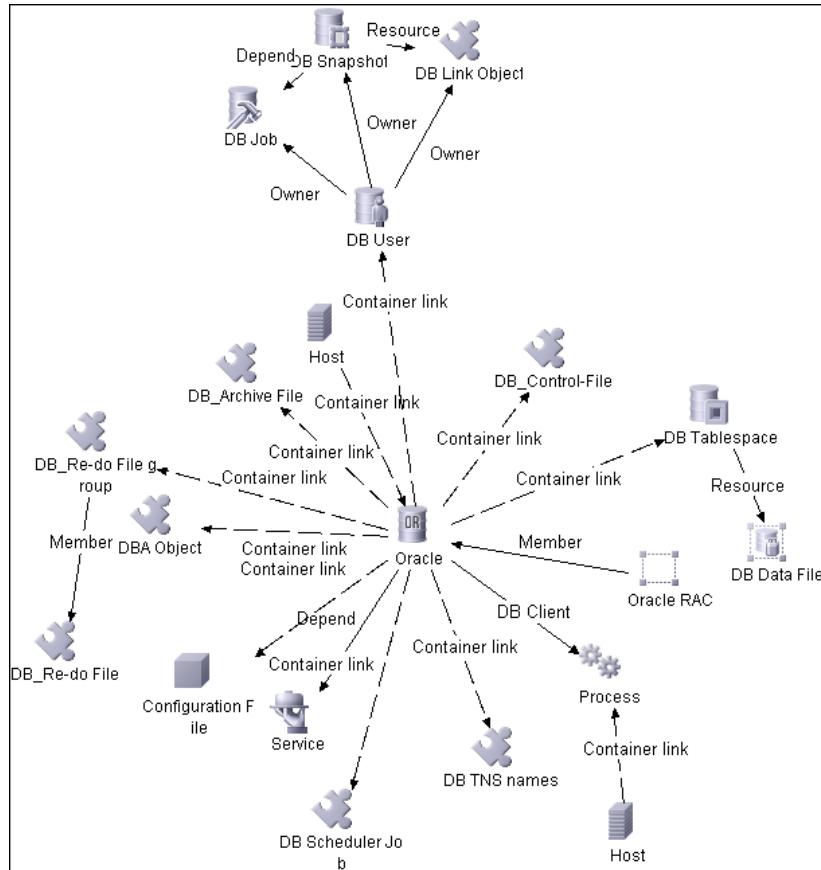 Resource
Depend
DB Snapshot
DB Link Object
DB Job
Owner
Owner
Owner
DB User
Container link
Host
DB_Control-File
DB_Archive File
Container link
DB Tablespace
Container link
Container link
DB_Re-do File g
roup
Container link
Container link
Resource
OR
DBA Object
Member
Container link
Container link
Oracle
Member
DB Data File
Oracle RAC
DB Client
Depend
Container link
DB_Re-do File
Container link
Configuration F
ile
Service
Process
Container link
DB TNS names
DB Scheduler Jo
b
Host